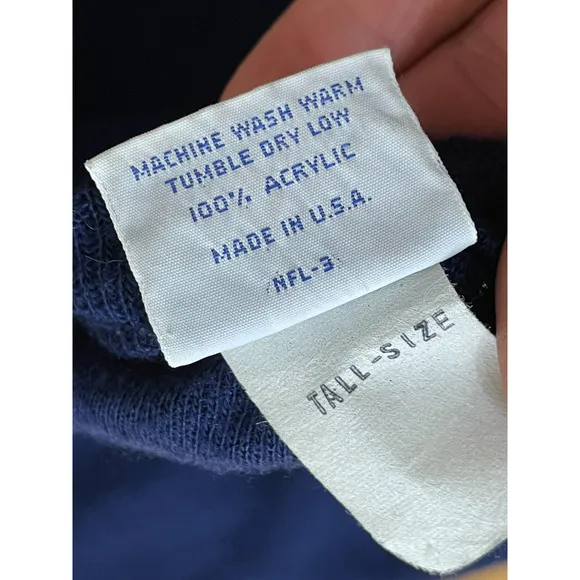 MACHINE WASH WARM
TUMBLE DRY LOW
100% ACRYLIC
MADE IN U.S.A.
NFL-3
TALL-SIZE